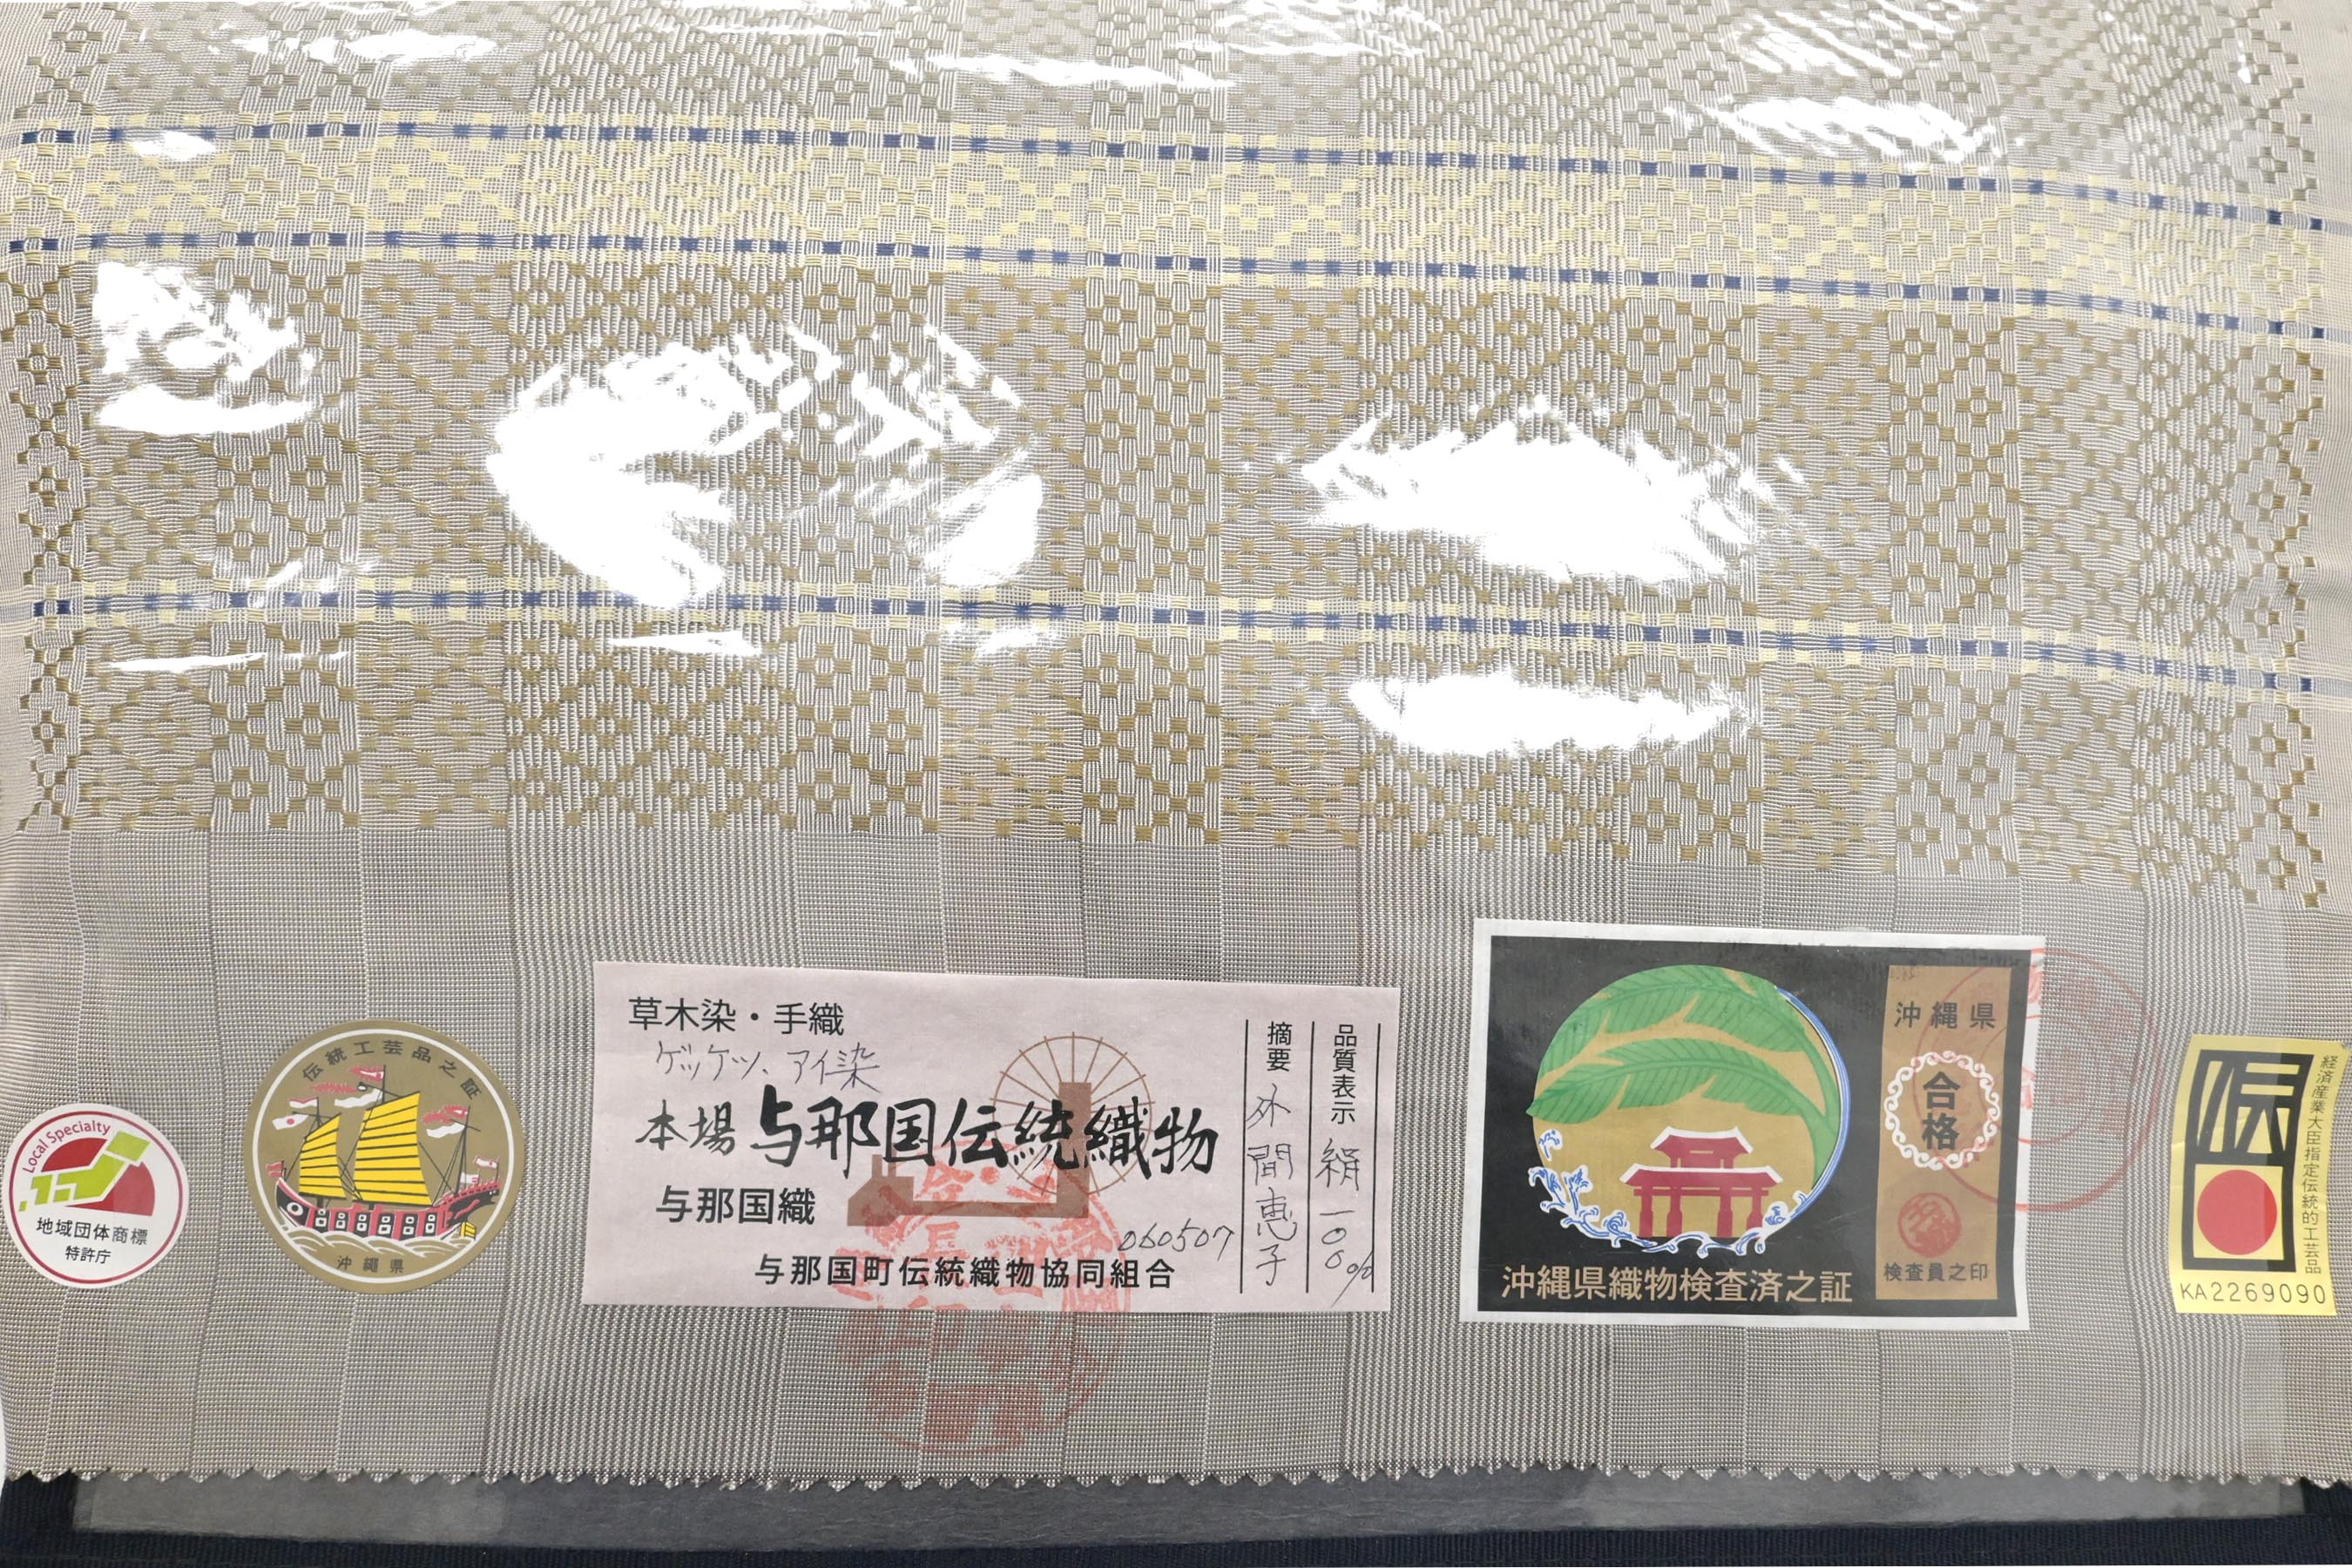 Local Specialty
地域団体商標
特許庁
伝統工芸品之証
沖縄県
草木染・手織
ゲッケツ、アイ染
本場 与那国伝統織物
与那国織
060507
与那国町伝統織物協同組合
摘要 外間恵子
品質表示 絹一〇〇%
沖縄県織物検査済之証
沖縄県
合格
検査員之印
伝
経済産業大臣指定伝統的工芸品
KA2269090